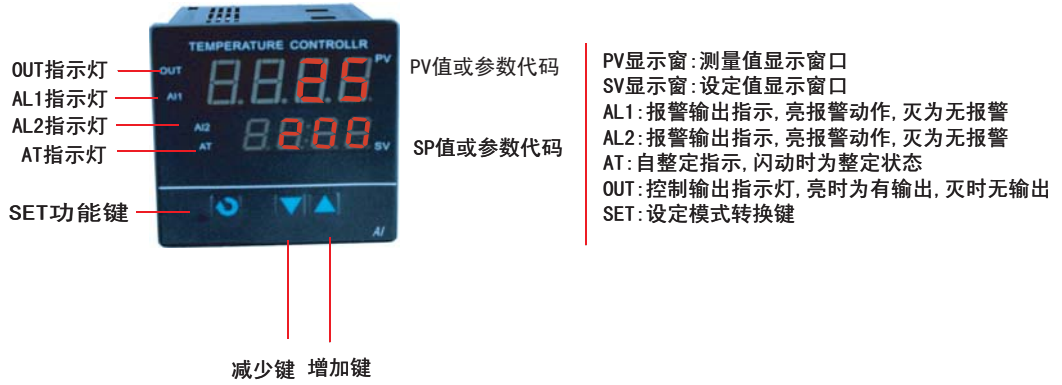 TEMPERATURE CONTROLLR
OUT
PV
25
AI1
AI2
AT
200
SV
AI
OUT指示灯
AL1指示灯
AL2指示灯
AT指示灯
SET功能键
PV值或参数代码
SP值或参数代码
减少键
增加键
PV显示窗:测量值显示窗口
SV显示窗:设定值显示窗口
AL1:报警输出指示,亮报警动作,灭为无报警
AL2:报警输出指示,亮报警动作,灭为无报警
AT:自整定指示,闪动时为整定状态
OUT:控制输出指示灯,亮时为有输出,灭时无输出
SET:设定模式转换键